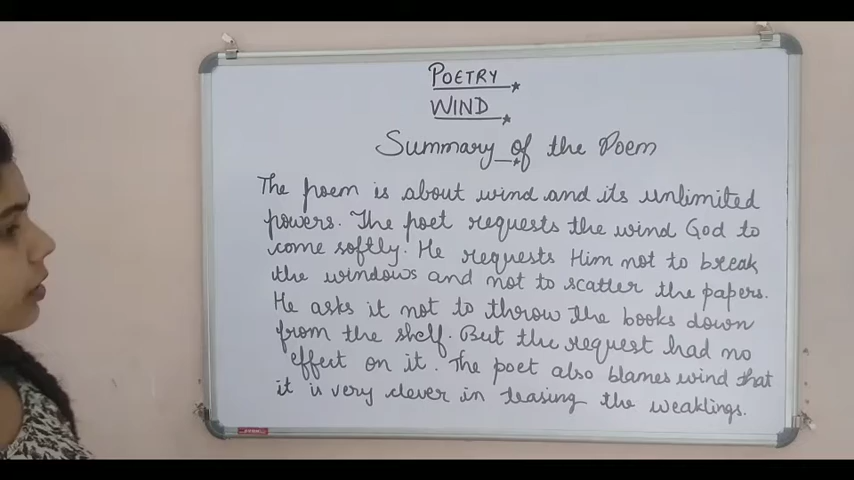 POETRY
WIND
Summary of the Poem
The poem is about wind and its unlimited
powers. The poet requests the wind God to
come softly. He requests Him not to break
the windows and not to scatter the papers.
He asks it not to throw the books down
from the shelf. But the request had no
effect on it. The poet also blames wind that
it is very clever in teasing the weaklings.